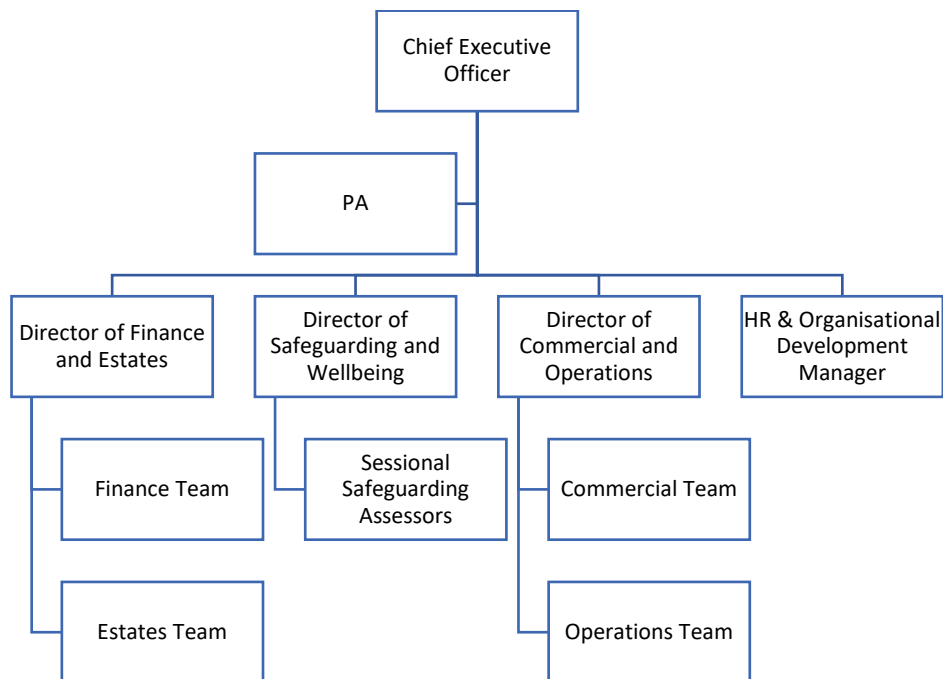 Chief Executive
Officer
PA
Director of Finance
and Estates
Director of
Safeguarding and
Wellbeing
Director of
Commercial and
Operations
HR & Organisational
Development
Manager
Finance Team
Sessional
Safeguarding
Assessors
Commercial Team
Estates Team
Operations Team